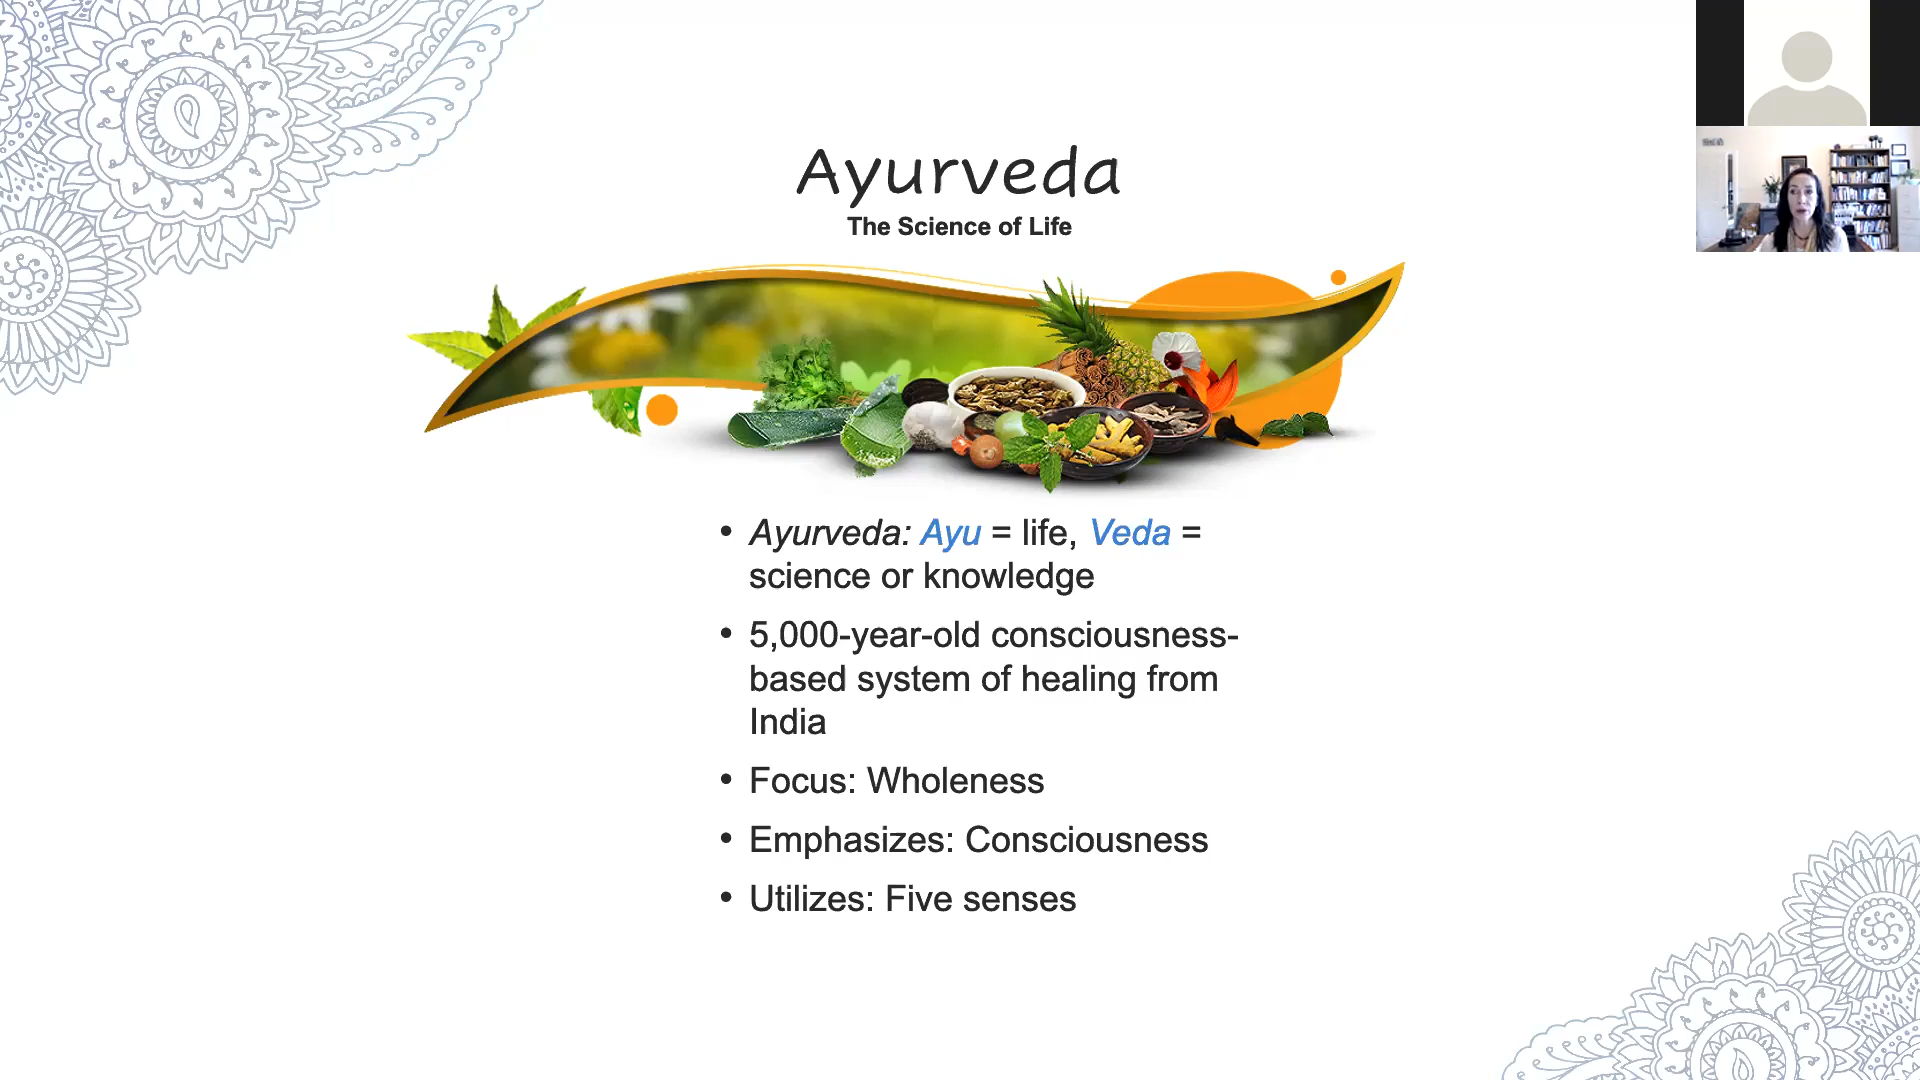 Ayurveda
The Science of Life
• Ayurveda: Ayu = life, Veda =
science or knowledge
• 5,000-year-old consciousness-
based system of healing from
India
• Focus: Wholeness
• Emphasizes: Consciousness
• Utilizes: Five senses